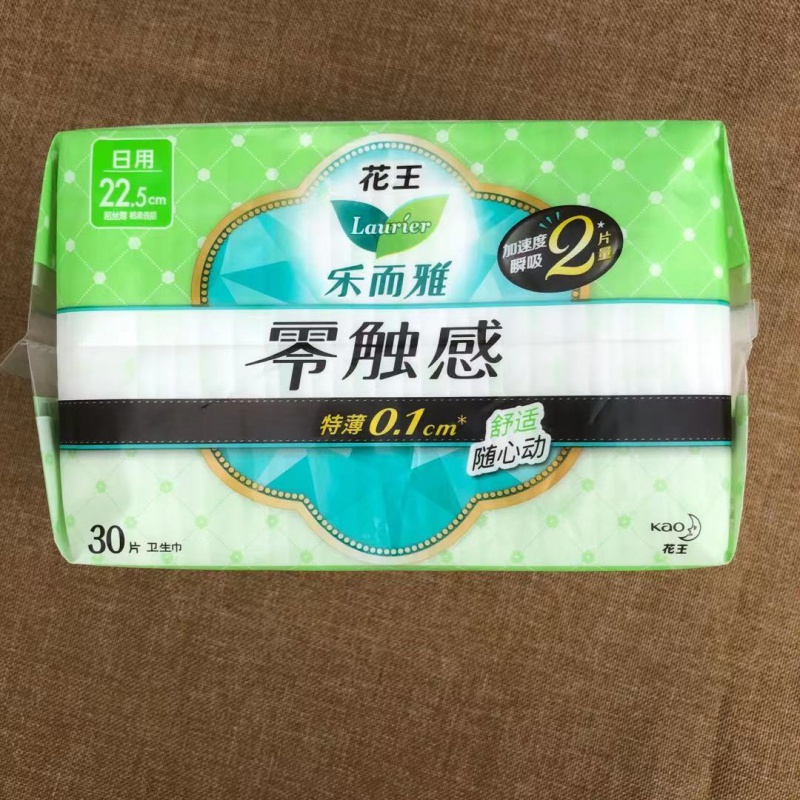 日用
22.5cm
花王
Laurier
乐而雅
加速度
瞬吸
2*片量
零触感
特薄0.1cm*
舒适
随心动
30片 卫生巾
Kao
花王